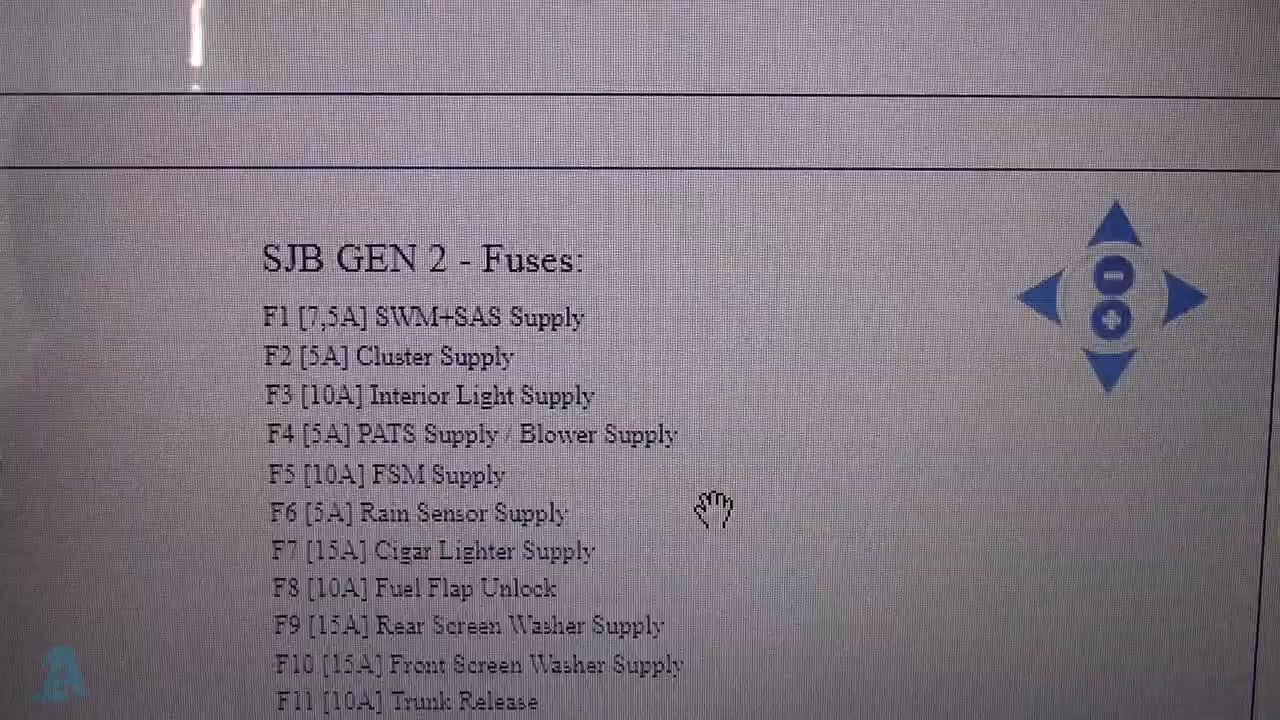 SJB GEN 2 - Fuses:
F1 [7,5A] SWM+SAS Supply
F2 [5A] Cluster Supply
F3 [10A] Interior Light Supply
F4 [5A] PATS Supply / Blower Supply
F5 [10A] FSM Supply
F6 [5A] Rain Sensor Supply
F7 [15A] Cigar Lighter Supply
F8 [10A] Fuel Flap Unlock
F9 [15A] Rear Screen Washer Supply
F10 [15A] Front Screen Washer Supply
F11 [10A] Trunk Release